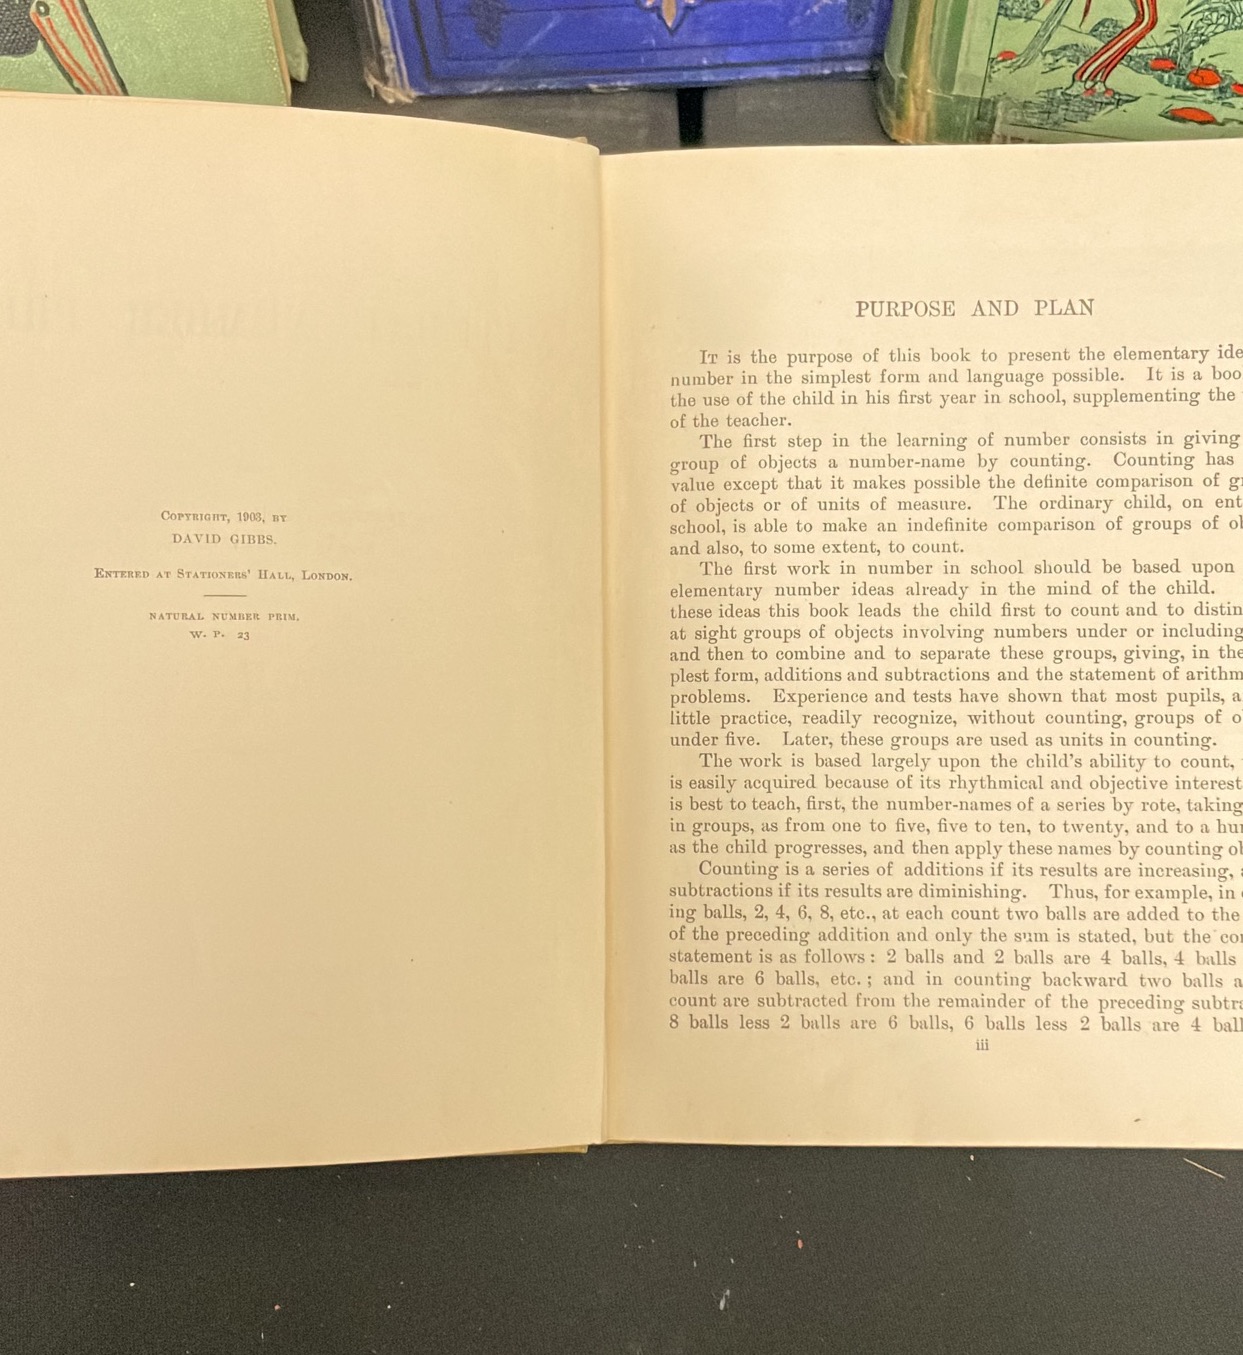 COPYRIGHT, 1903, BY
DAVID GIBBS.
ENTERED AT STATIONERS' HALL, LONDON.
NATURAL NUMBER PRIM.
W. P. 23
PURPOSE AND PLAN
IT is the purpose of this book to present the elementary ide
number in the simplest form and language possible. It is a boo
the use of the child in his first year in school, supplementing the
of the teacher.
The first step in the learning of number consists in giving
group of objects a number-name by counting. Counting has
value except that it makes possible the definite comparison of gr
of objects or of units of measure. The ordinary child, on ent
school, is able to make an indefinite comparison of groups of ob
and also, to some extent, to count.
The first work in number in school should be based upon
elementary number ideas already in the mind of the child.
these ideas this book leads the child first to count and to distin
at sight groups of objects involving numbers under or including
and then to combine and to separate these groups, giving, in the
plest form, additions and subtractions and the statement of arithm
problems. Experience and tests have shown that most pupils, a
little practice, readily recognize, without counting, groups of o
under five. Later, these groups are used as units in counting.
The work is based largely upon the child's ability to count,
is easily acquired because of its rhythmical and objective interest
is best to teach, first, the number-names of a series by rote, taking
in groups, as from one to five, five to ten, to twenty, and to a hun
as the child progresses, and then apply these names by counting ob
Counting is a series of additions if its results are increasing,
subtractions if its results are diminishing. Thus, for example, in
ing balls, 2, 4, 6, 8, etc., at each count two balls are added to the
of the preceding addition and only the sum is stated, but the con
statement is as follows: 2 balls and 2 balls are 4 balls, 4 balls
balls are 6 balls, etc.; and in counting backward two balls a
count are subtracted from the remainder of the preceding subtra
8 balls less 2 balls are 6 balls, 6 balls less 2 balls are 4 ball
iii